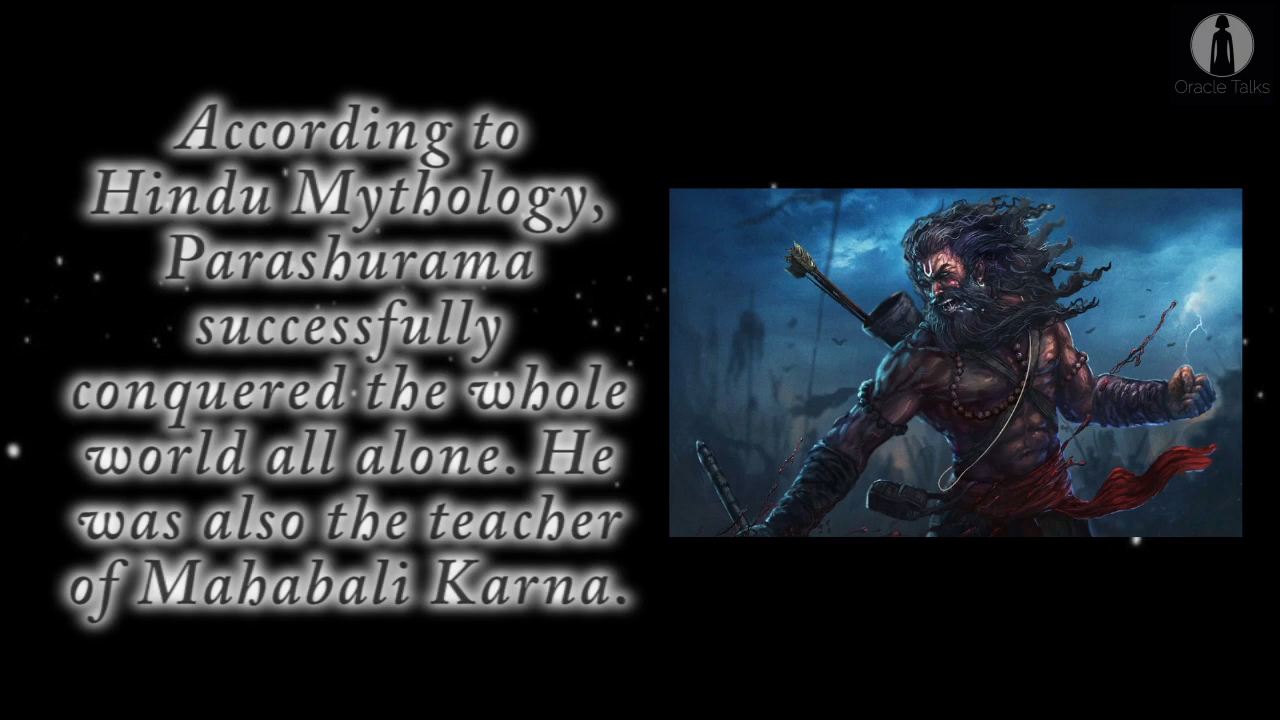 Oracle Talks
According to
Hindu Mythology,
Parashurama
successfully
conquered the whole
world all alone. He
was also the teacher
of Mahabali Karna.